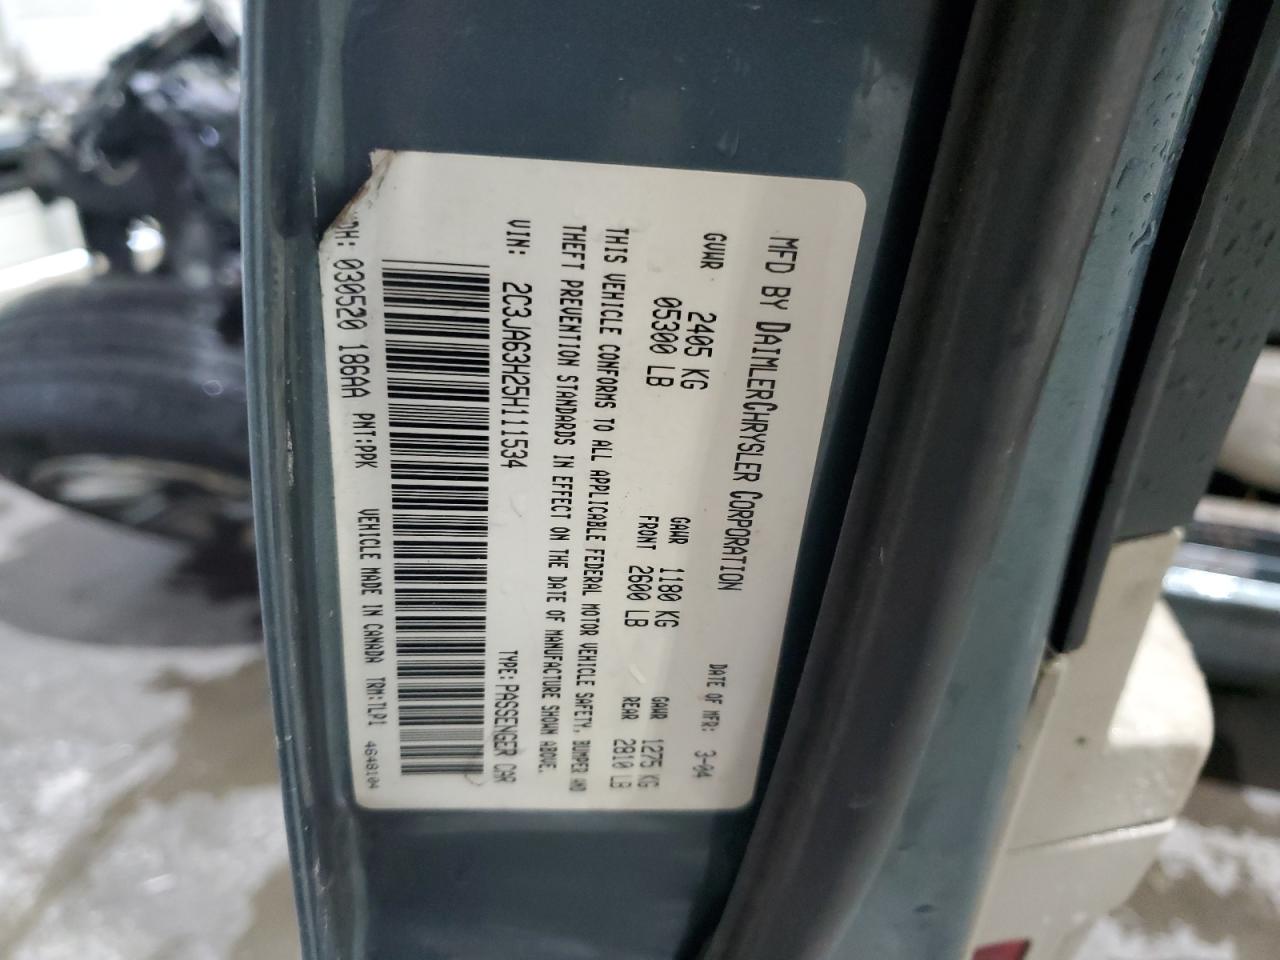 MFD BY DAIMLERCHRYSLER CORPORATION
DATE OF MFR: 3-04
GVWR 2405 KG
05300 LB
GAWR FRONT 1180 KG
2600 LB
GAWR REAR 1275 KG
2810 LB
THIS VEHICLE CONFORMS TO ALL APPLICABLE FEDERAL MOTOR VEHICLE SAFETY, BUMPER AND
THEFT PREVENTION STANDARDS IN EFFECT ON THE DATE OF MANUFACTURE SHOWN ABOVE.
VIN: 2C3JA63H25H111534
TYPE: PASSENGER CAR
DH: 030520 186AA PNT:PPK VEHICLE MADE IN CANADA TRM:TLP1 4648104